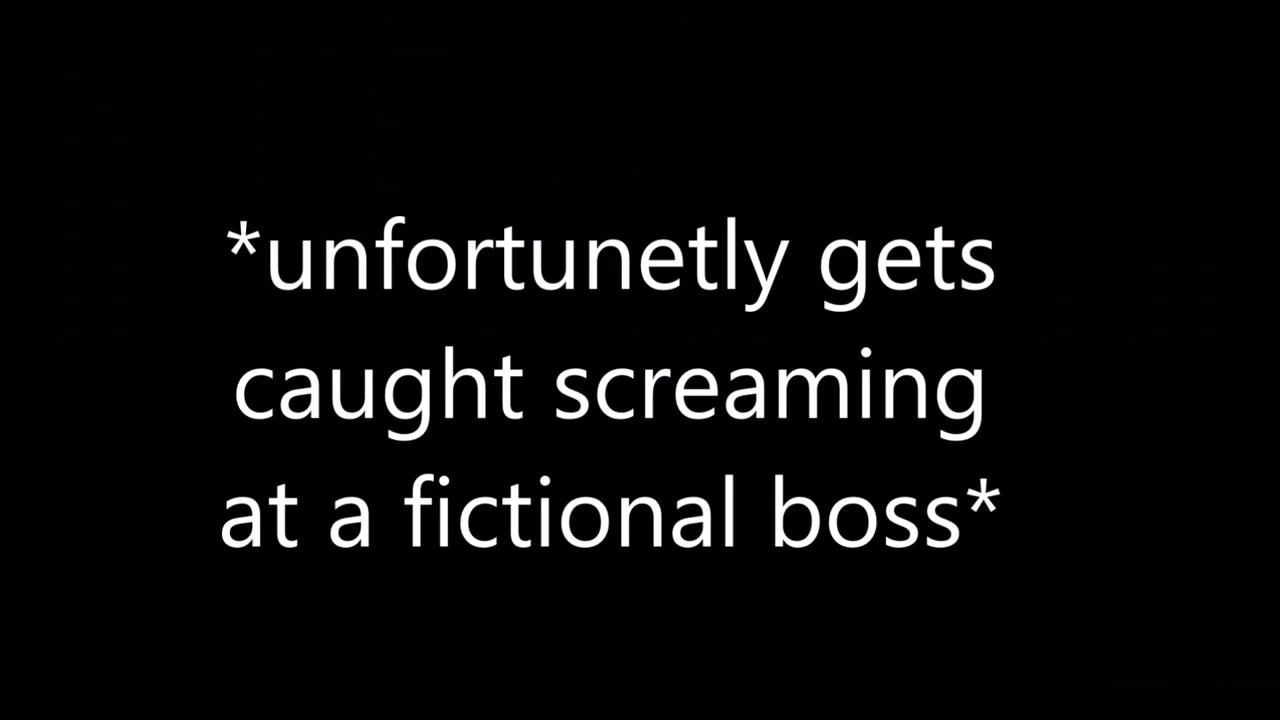 *unfortunetly gets
caught screaming
at a fictional boss*